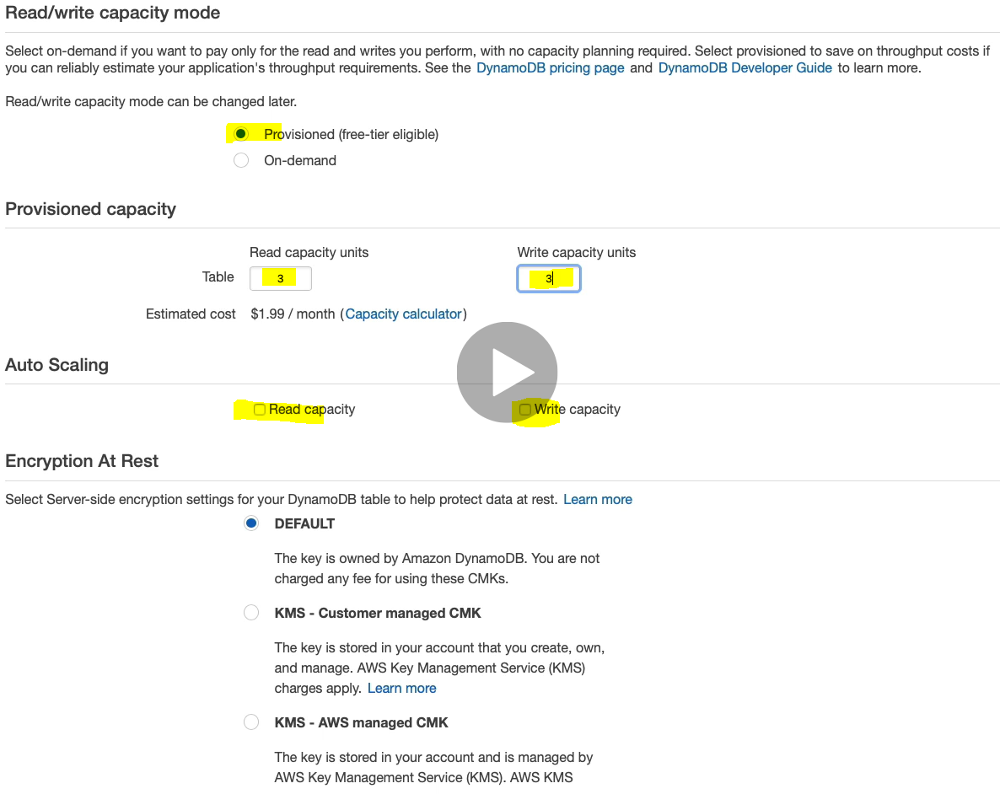 Read/write capacity mode
Select on-demand if you want to pay only for the read and writes you perform, with no capacity planning required. Select provisioned to save on throughput costs if
you can reliably estimate your application's throughput requirements. See the DynamoDB pricing page and DynamoDB Developer Guide to learn more.
Read/write capacity mode can be changed later.
Provisioned (free-tier eligible)
On-demand
Provisioned capacity
Read capacity units Write capacity units
Table 3 3
Estimated cost $1.99 / month (Capacity calculator)
Auto Scaling
Read capacity Write capacity
Encryption At Rest
Select Server-side encryption settings for your DynamoDB table to help protect data at rest. Learn more
DEFAULT
The key is owned by Amazon DynamoDB. You are not
charged any fee for using these CMKs.
KMS - Customer managed CMK
The key is stored in your account that you create, own,
and manage. AWS Key Management Service (KMS)
charges apply. Learn more
KMS - AWS managed CMK
The key is stored in your account and is managed by
AWS Key Management Service (KMS). AWS KMS